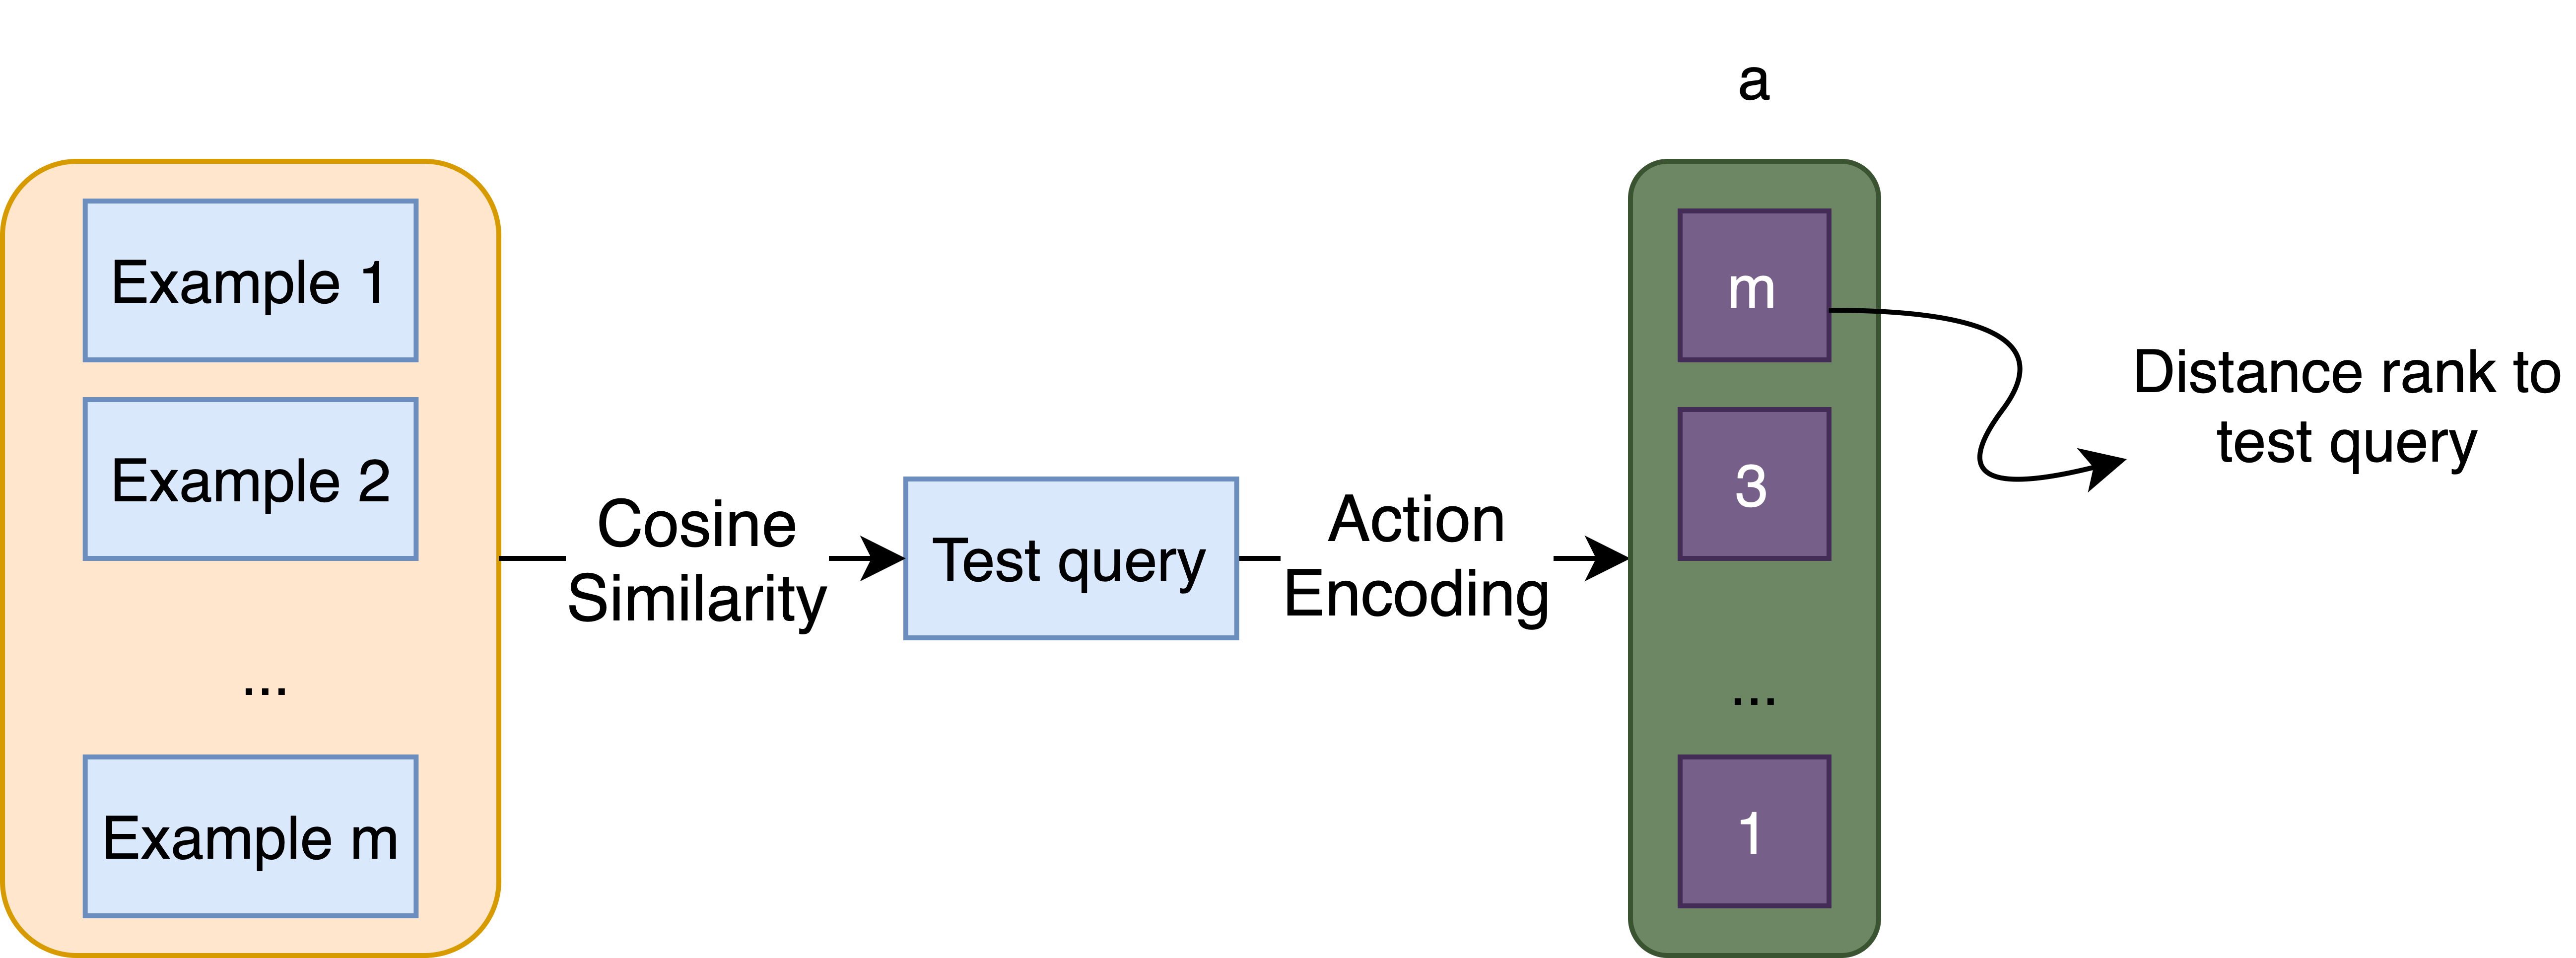 a
Example 1
Example 2
...
Example m
Cosine
Similarity
Test query
Action
Encoding
m
3
...
1
Distance rank to
test query